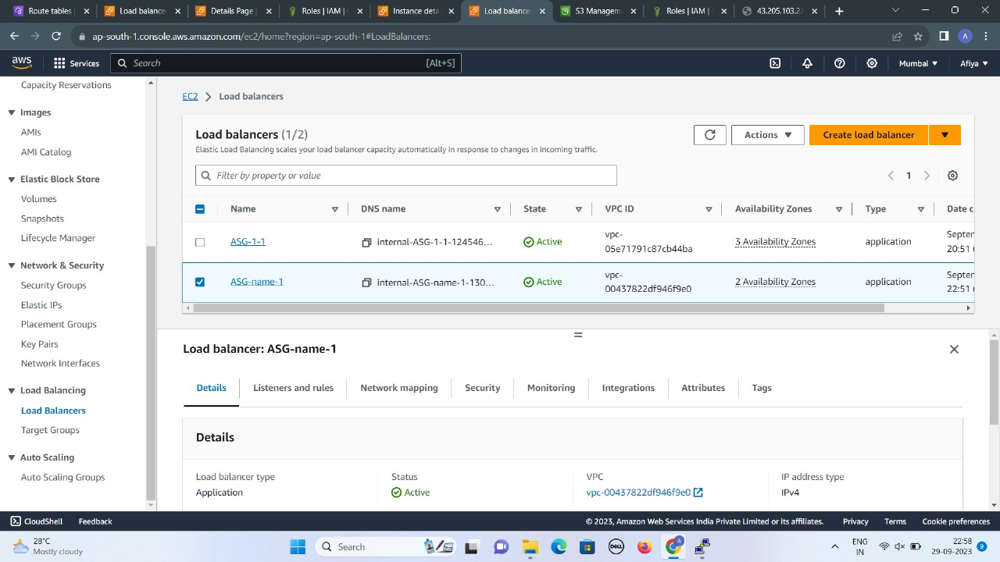 Route tables
Load balance
Details Page
Roles | IAM |
Instance deta
Load balance
S3 Managem
Roles | IAM |
43.205.103.22
ap-south-1.console.aws.amazon.com/ec2/home?region=ap-south-1#LoadBalancers:
A
aws
Services
Search
[Alt+S]
Mumbai
Afiya
Capacity Reservations
Images
AMIs
AMI Catalog
Elastic Block Store
Volumes
Snapshots
Lifecycle Manager
Network & Security
Security Groups
Elastic IPs
Placement Groups
Key Pairs
Network Interfaces
Load Balancing
Load Balancers
Target Groups
Auto Scaling
Auto Scaling Groups
EC2
Load balancers
Load balancers (1/2)
Elastic Load Balancing scales your load balancer capacity automatically in response to changes in incoming traffic.
Actions
Create load balancer
Filter by property or value
1
Name
DNS name
State
VPC ID
Availability Zones
Type
Date c
ASG-1-1
internal-ASG-1-1-124546...
Active
vpc-
05e71791c87cb44ba
3 Availability Zones
application
Septer
20:51 (
ASG-name-1
internal-ASG-name-1-130...
Active
vpc-
00437822df946f9e0
2 Availability Zones
application
Septer
22:51 (
Load balancer: ASG-name-1
Details
Listeners and rules
Network mapping
Security
Monitoring
Integrations
Attributes
Tags
Details
Load balancer type
Application
Status
Active
VPC
vpc-00437822df946f9e0
IP address type
IPv4
CloudShell
Feedback
© 2023, Amazon Web Services India Private Limited or its affiliates.
Privacy
Terms
Cookie preferences
28°C
Mostly cloudy
Search
DELL
ENG
IN
22:58
29-09-2023
9